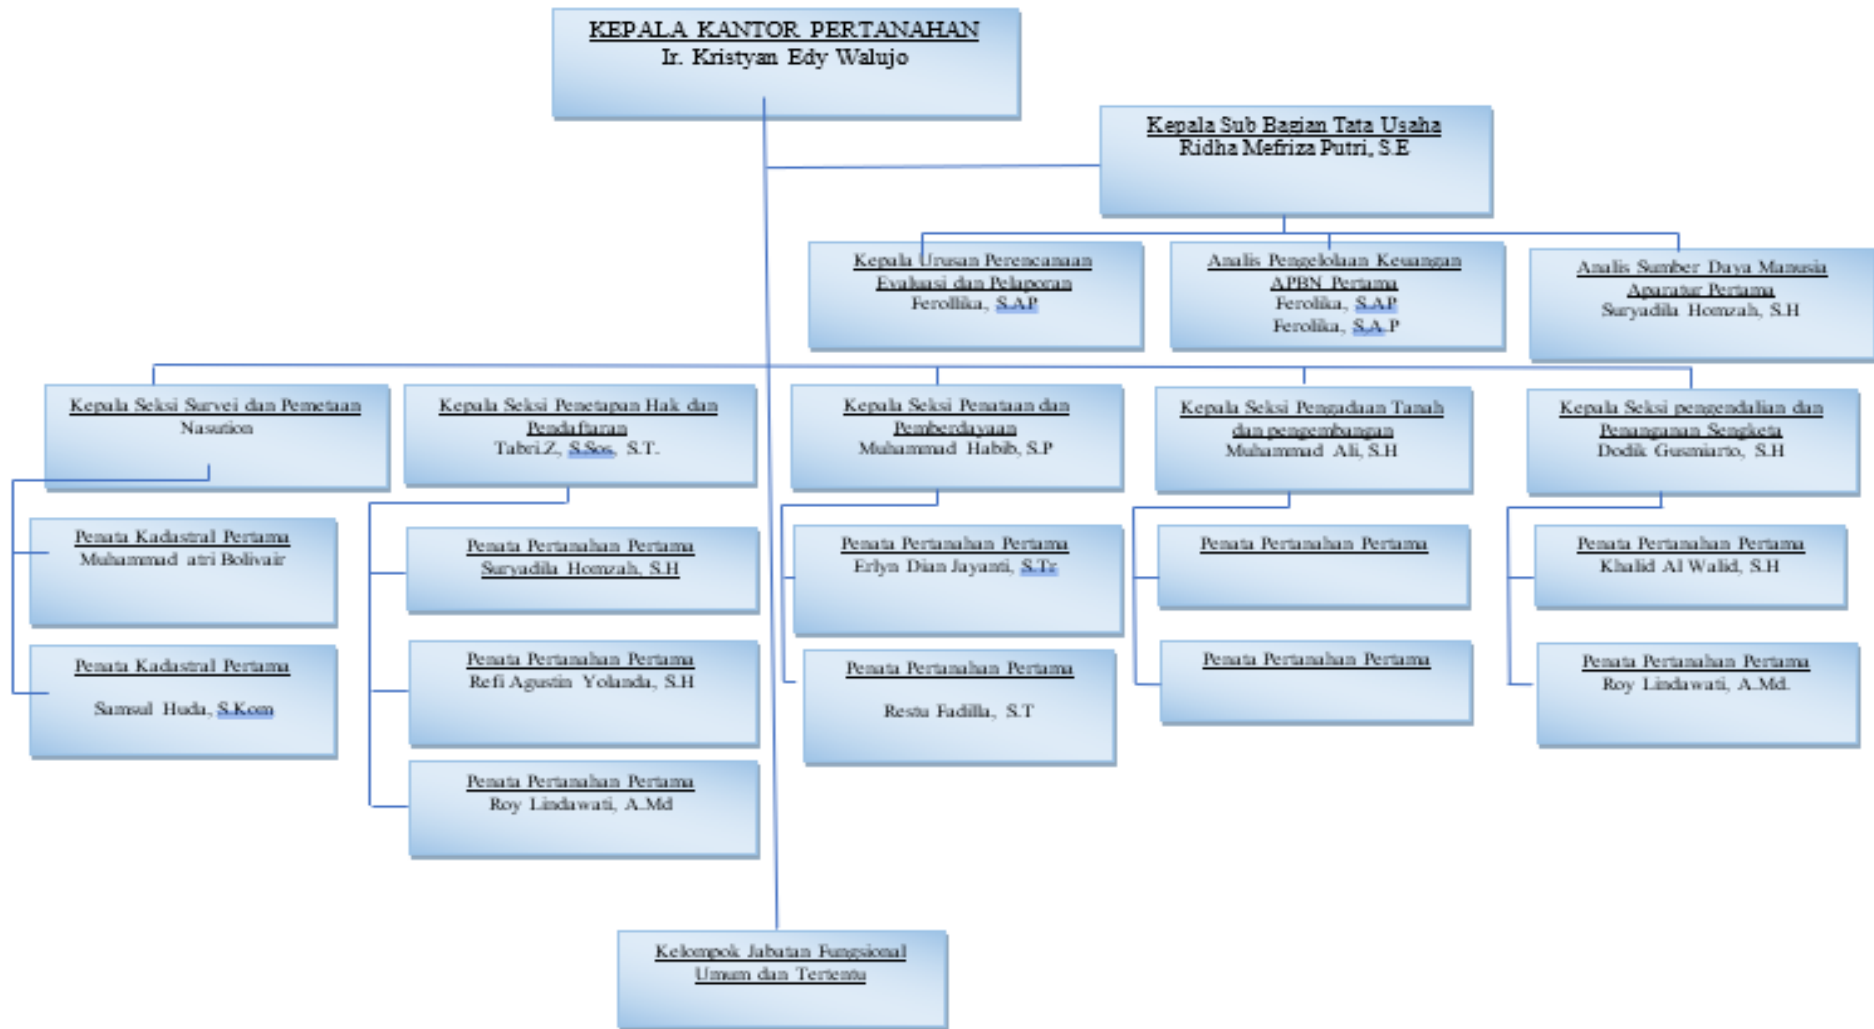 KEPALA KANTOR PERTANAHAN
Ir. Kristyan Edy Walujo
Kepala Sub Bagian Tata Usaha
Ridha Mefriza Putri, S.E
Kepala Urusan Perencanaan
Evaluasi dan Pelaporan
Ferollika, S.AP
Analis Pengelolaan Keuangan
APBN Pertama
Ferolika, S.AP
Ferolika, S.A.P
Analis Sumber Daya Manusia
Aparatur Pertama
Suryadila Homzah, S.H
Kepala Seksi Survei dan Pemetaan
Nasution
Kepala Seksi Penetapan Hak dan
Pendaftaran
Tabri.Z, S.Sos, S.T.
Kepala Seksi Penataan dan
Pemberdayaan
Muhammad Habib, S.P
Kepala Seksi Pengadaan Tanah
dan pengembangan
Muhammad Ali, S.H
Kepala Seksi pengendalian dan
Penanganan Sengketa
Dodik Gusmiarto, S.H
Penata Kadastral Pertama
Muhammad atri Bolivair
Penata Kadastral Pertama
Samsul Huda, S.Kom
Penata Pertanahan Pertama
Suryadila Homzah, S.H
Penata Pertanahan Pertama
Refi Agustin Yolanda, S.H
Penata Pertanahan Pertama
Roy Lindawati, A.Md
Penata Pertanahan Pertama
Erlyn Dian Jayanti, S.Tr
Penata Pertanahan Pertama
Restu Fadilla, S.T
Penata Pertanahan Pertama
Penata Pertanahan Pertama
Penata Pertanahan Pertama
Khalid Al Walid, S.H
Penata Pertanahan Pertama
Roy Lindawati, A.Md.
Kelompok Jabatan Fungsional
Umum dan Tertentu